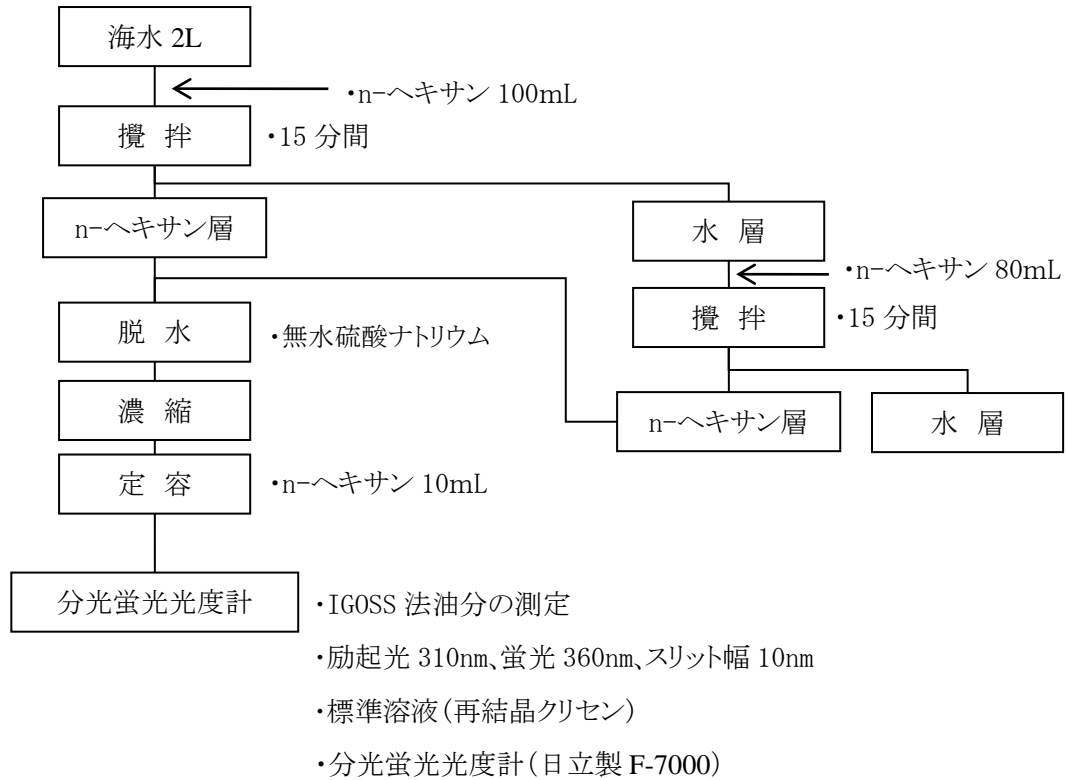 海水 2L
・n-ヘキサン 100mL
攪 拌
・15 分間
n-ヘキサン層
水 層
・n-ヘキサン 80mL
攪 拌
・15 分間
脱 水
・無水硫酸ナトリウム
濃 縮
n-ヘキサン層
水 層
定 容
・n-ヘキサン 10mL
分光蛍光光度計
・IGOSS 法油分の測定
・励起光 310nm、蛍光 360nm、スリット幅 10nm
・標準溶液(再結晶クリセン)
・分光蛍光光度計(日立製 F-7000)